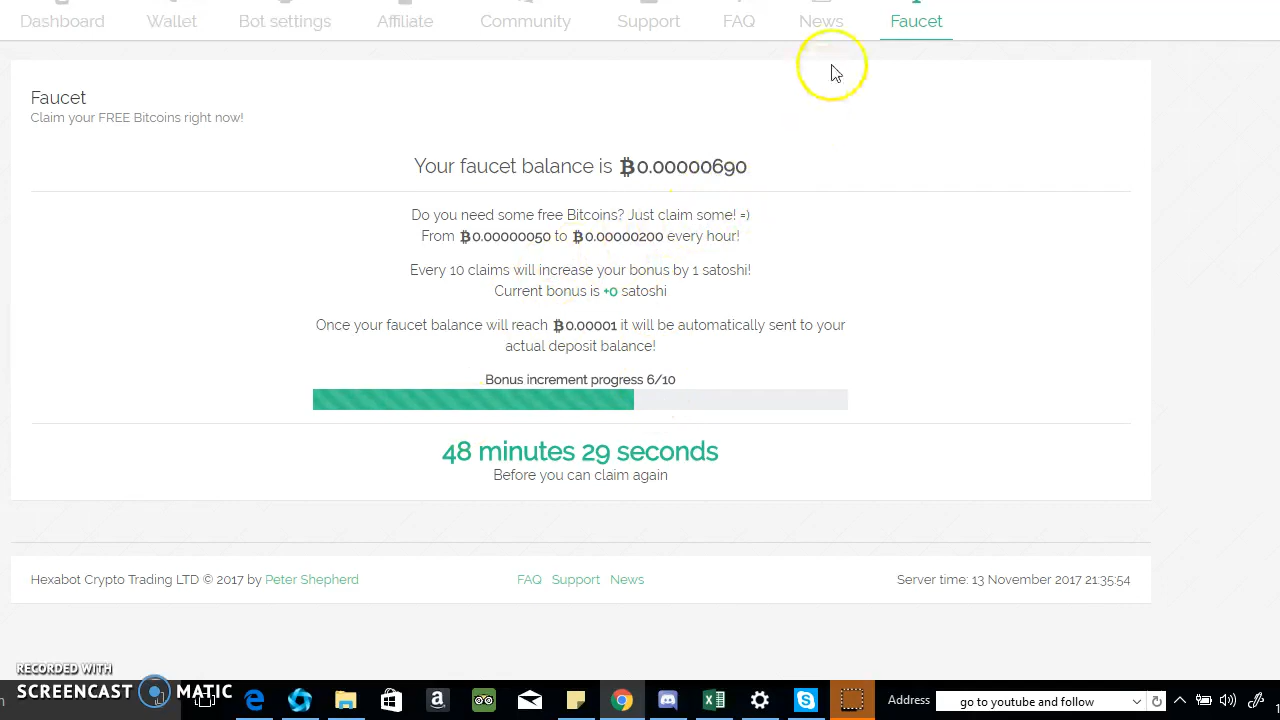 Dashboard Wallet Bot settings Affiliate Community Support FAQ News Faucet
Faucet
Claim your FREE Bitcoins right now!
Your faucet balance is ₿0.00000690
Do you need some free Bitcoins? Just claim some! =)
From ₿0.00000050 to ₿0.00000200 every hour!
Every 10 claims will increase your bonus by 1 satoshi!
Current bonus is +0 satoshi
Once your faucet balance will reach ₿0.00001 it will be automatically sent to your
actual deposit balance!
Bonus increment progress 6/10
48 minutes 29 seconds
Before you can claim again
Hexabot Crypto Trading LTD © 2017 by Peter Shepherd FAQ Support News Server time: 13 November 2017 21:35:54
RECORDED WITH
SCREENCAST MATIC
Address go to youtube and follow